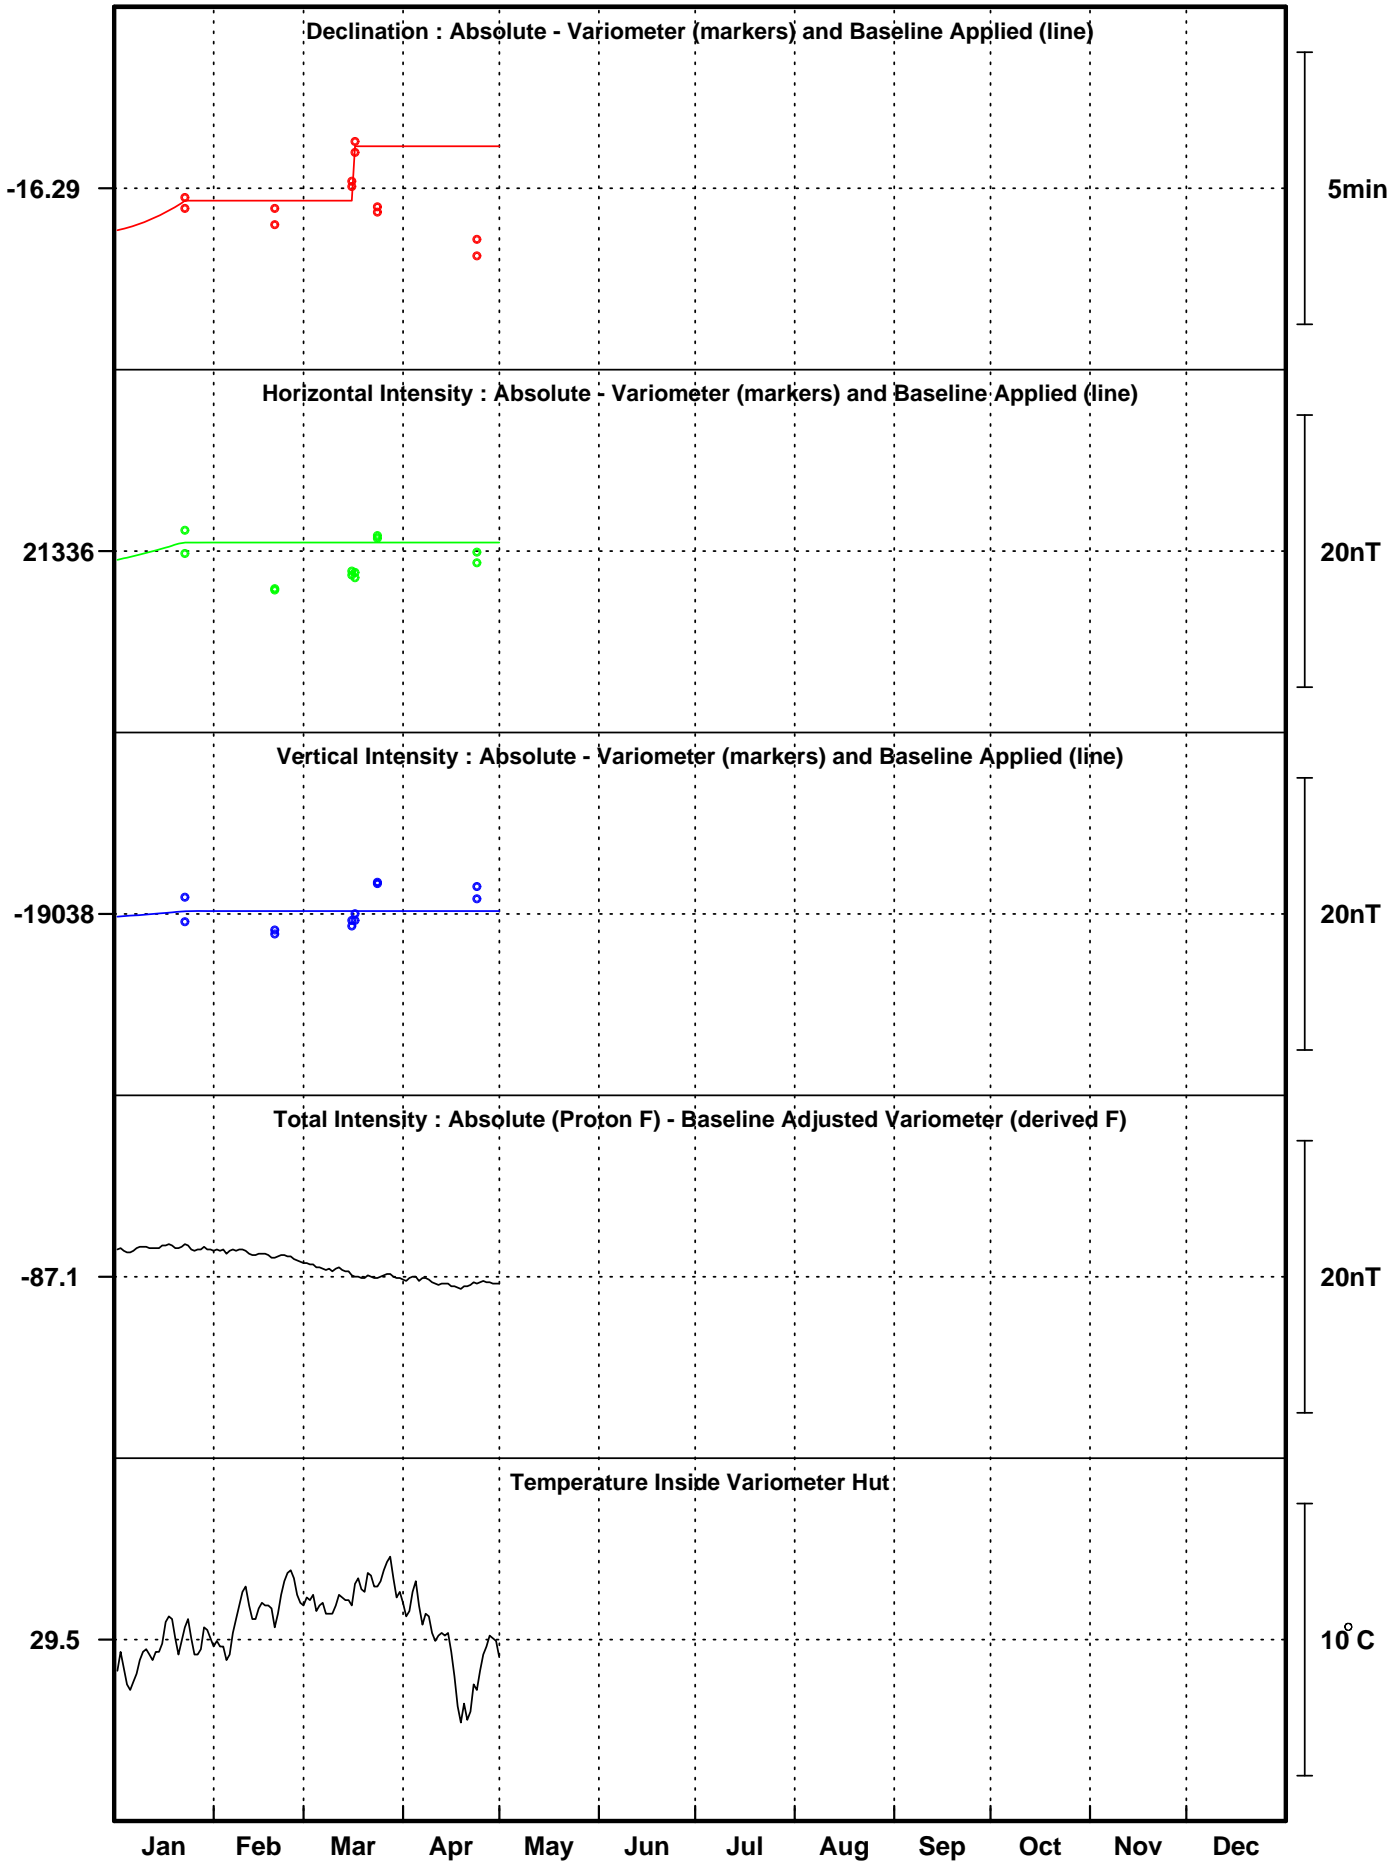 Declination : Absolute - Variometer (markers) and Baseline Applied (line)
-16.29
5min
Horizontal Intensity : Absolute - Variometer (markers) and Baseline Applied (line)
21336
20nT
Vertical Intensity : Absolute - Variometer (markers) and Baseline Applied (line)
-19038
20nT
Total Intensity : Absolute (Proton F) - Baseline Adjusted Variometer (derived F)
-87.1
20nT
Temperature Inside Variometer Hut
29.5
10°C
Jan Feb Mar Apr May Jun Jul Aug Sep Oct Nov Dec